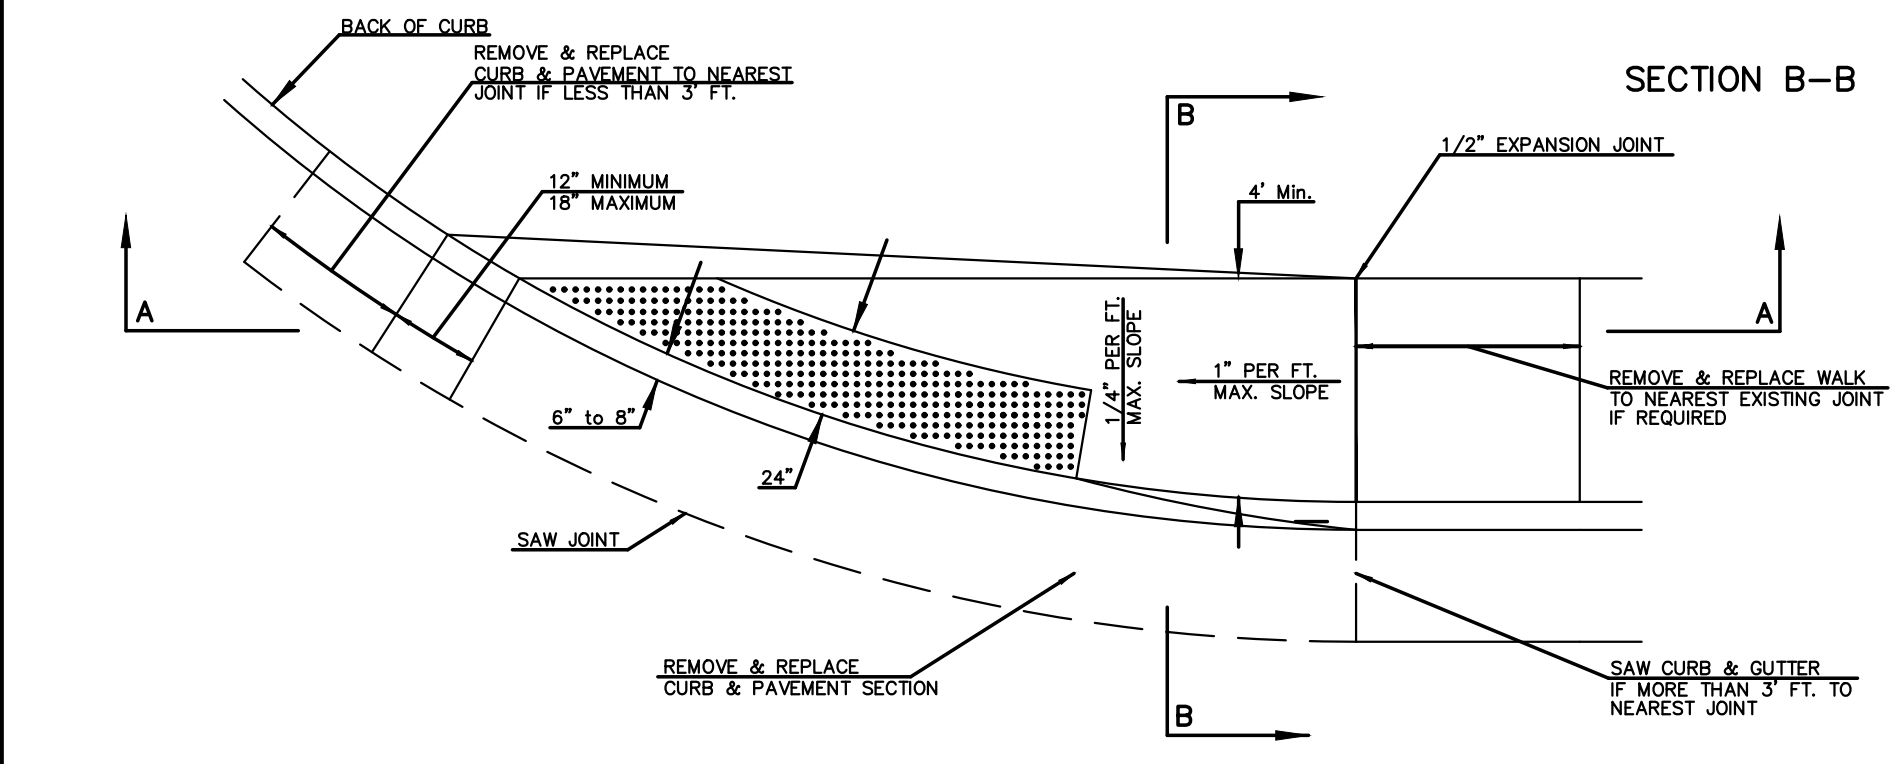 BACK OF CURB
REMOVE & REPLACE
CURB & PAVEMENT TO NEAREST
JOINT IF LESS THAN 3' FT.
SECTION B-B
B
1/2" EXPANSION JOINT
12" MINIMUM
18" MAXIMUM
4' Min.
A
A
1/4" PER FT.
MAX. SLOPE
1" PER FT.
MAX. SLOPE
REMOVE & REPLACE WALK
TO NEAREST EXISTING JOINT
IF REQUIRED
6" to 8"
24"
SAW JOINT
REMOVE & REPLACE
CURB & PAVEMENT SECTION
SAW CURB & GUTTER
IF MORE THAN 3' FT. TO
NEAREST JOINT
B